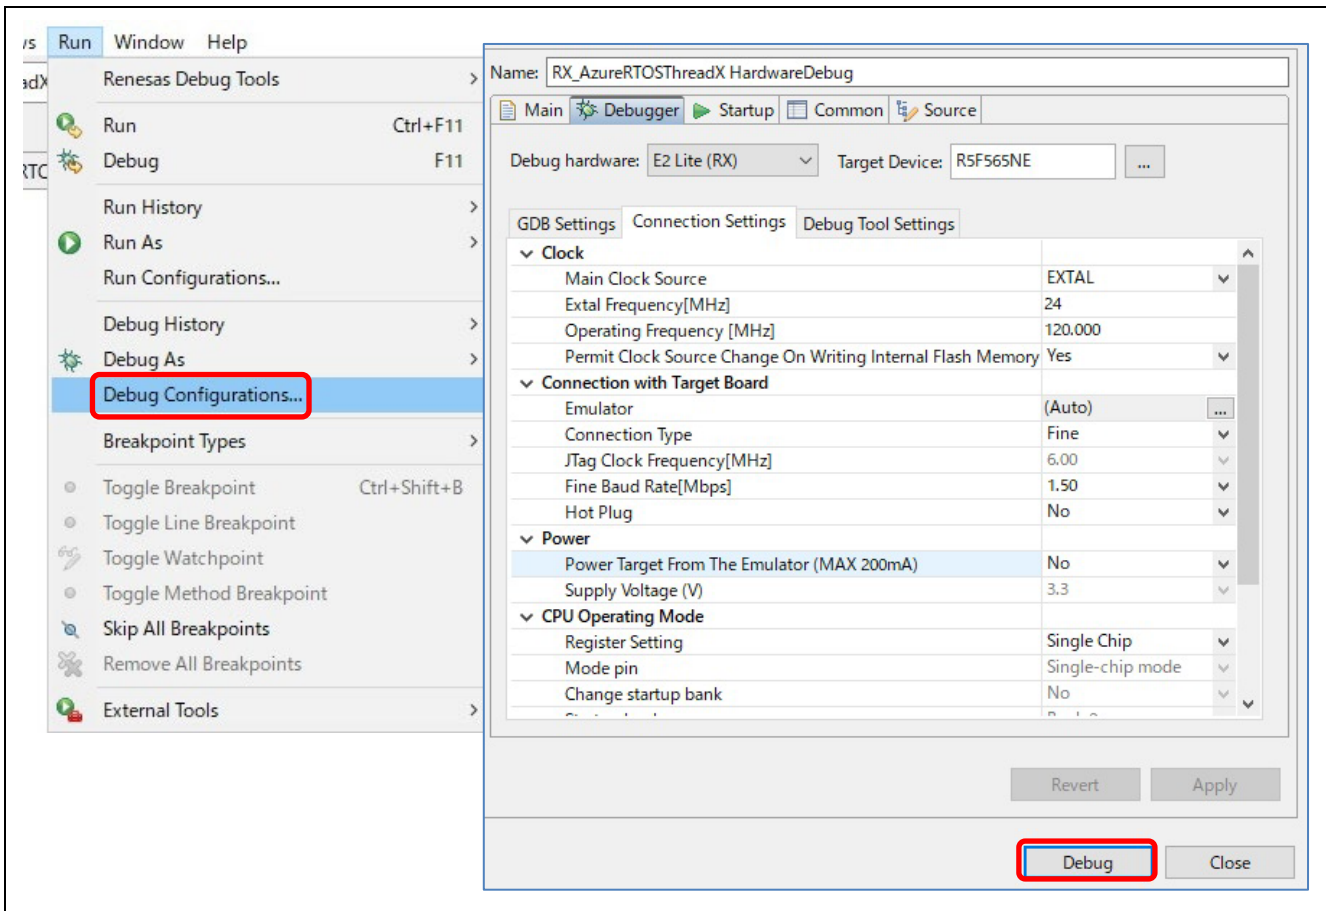 Run Window Help
Renesas Debug Tools
Run Ctrl+F11
Debug F11
Run History
Run As
Run Configurations...
Debug History
Debug As
Debug Configurations...
Breakpoint Types
Toggle Breakpoint Ctrl+Shift+B
Toggle Line Breakpoint
Toggle Watchpoint
Toggle Method Breakpoint
Skip All Breakpoints
Remove All Breakpoints
External Tools
Name: RX_AzureRTOSThreadX HardwareDebug
Main Debugger Startup Common Source
Debug hardware: E2 Lite (RX) Target Device: R5F565NE ...
GDB Settings Connection Settings Debug Tool Settings
Clock
Main Clock Source EXTAL
Extal Frequency[MHz] 24
Operating Frequency [MHz] 120.000
Permit Clock Source Change On Writing Internal Flash Memory Yes
Connection with Target Board
Emulator (Auto) ...
Connection Type Fine
JTag Clock Frequency[MHz] 6.00
Fine Baud Rate[Mbps] 1.50
Hot Plug No
Power
Power Target From The Emulator (MAX 200mA) No
Supply Voltage (V) 3.3
CPU Operating Mode
Register Setting Single Chip
Mode pin Single-chip mode
Change startup bank No
Revert Apply
Debug Close